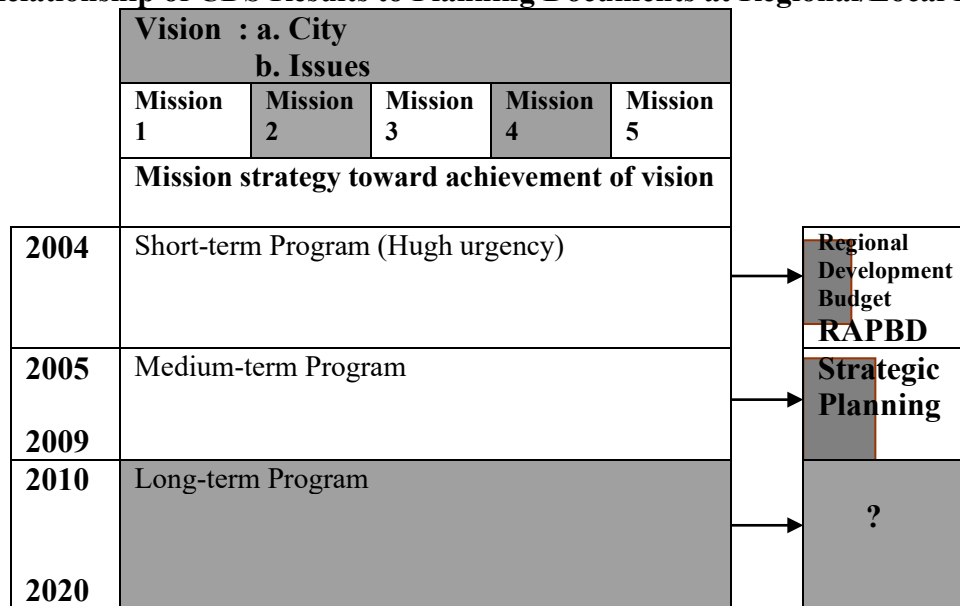 elationship of CDS Results to Planning Documents at Regional/Local
Vision : a. City
b. Issues
Mission 1
Mission 2
Mission 3
Mission 4
Mission 5
Mission strategy toward achievement of vision
2004
Short-term Program (Hugh urgency)
Regional
Development
Budget
RAPBD
2005
2009
Medium-term Program
Strategic
Planning
2010
2020
Long-term Program
?